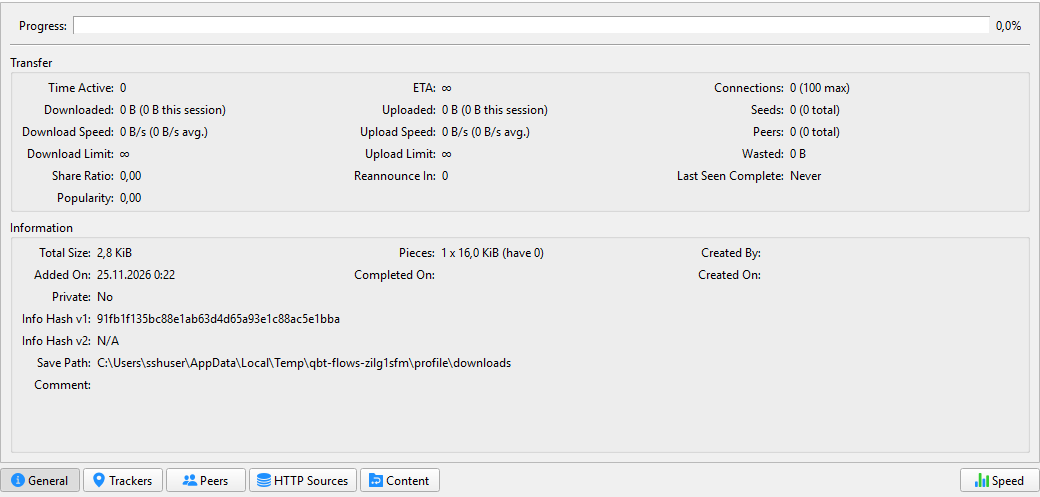 Progress: 0,0%
Transfer
Time Active: 0 ETA: ∞ Connections: 0 (100 max)
Downloaded: 0 B (0 B this session) Uploaded: 0 B (0 B this session) Seeds: 0 (0 total)
Download Speed: 0 B/s (0 B/s avg.) Upload Speed: 0 B/s (0 B/s avg.) Peers: 0 (0 total)
Download Limit: ∞ Upload Limit: ∞ Wasted: 0 B
Share Ratio: 0,00 Reannounce In: 0 Last Seen Complete: Never
Popularity: 0,00
Information
Total Size: 2,8 KiB Pieces: 1 x 16,0 KiB (have 0) Created By:
Added On: 25.11.2026 0:22 Completed On: Created On:
Private: No
Info Hash v1: 91fb1f135bc88e1ab63d4d65a93e1c88ac5e1bba
Info Hash v2: N/A
Save Path: C:\Users\sshuser\AppData\Local\Temp\qbt-flows-zilg1sfm\profile\downloads
Comment:
General Trackers Peers HTTP Sources Content Speed